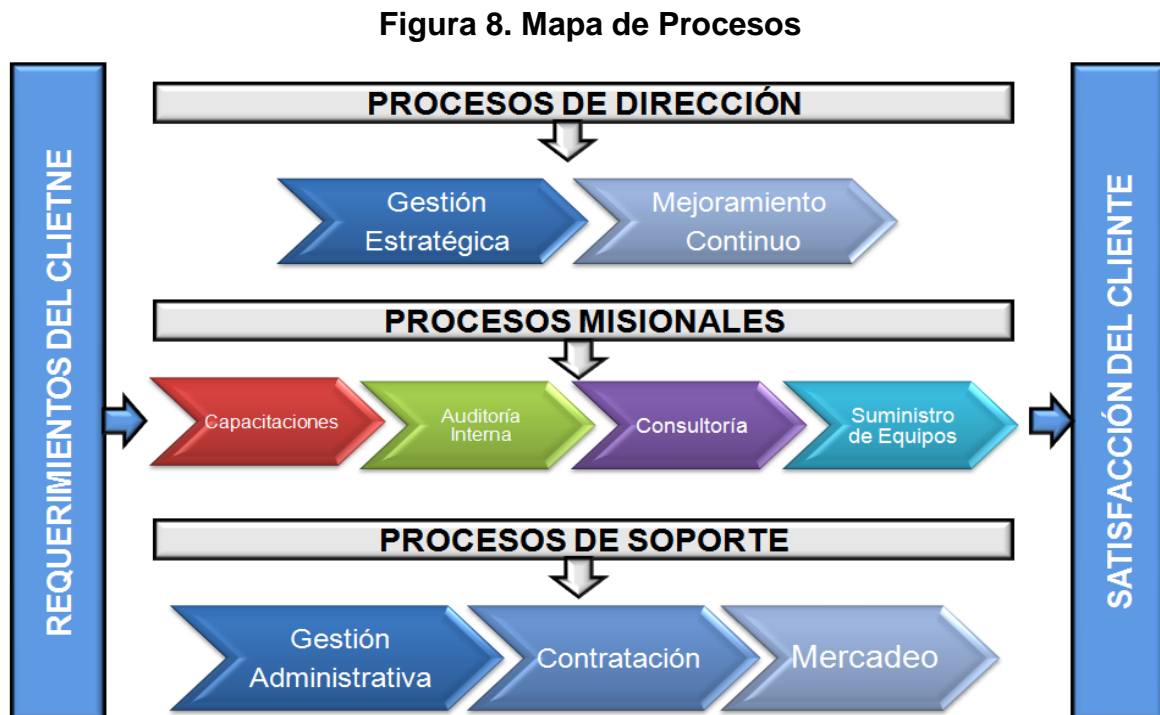 Figura 8. Mapa de Procesos
REQUERIMIENTOS DEL CLIETNE
PROCESOS DE DIRECCIÓN
Gestión
Estratégica
Mejoramiento
Continuo
PROCESOS MISIONALES
Capacitaciones
Auditoría
Interna
Consultoría
Suministro
de Equipos
PROCESOS DE SOPORTE
Gestión
Administrativa
Contratación
Mercadeo
SATISFACCIÓN DEL CLIENTE